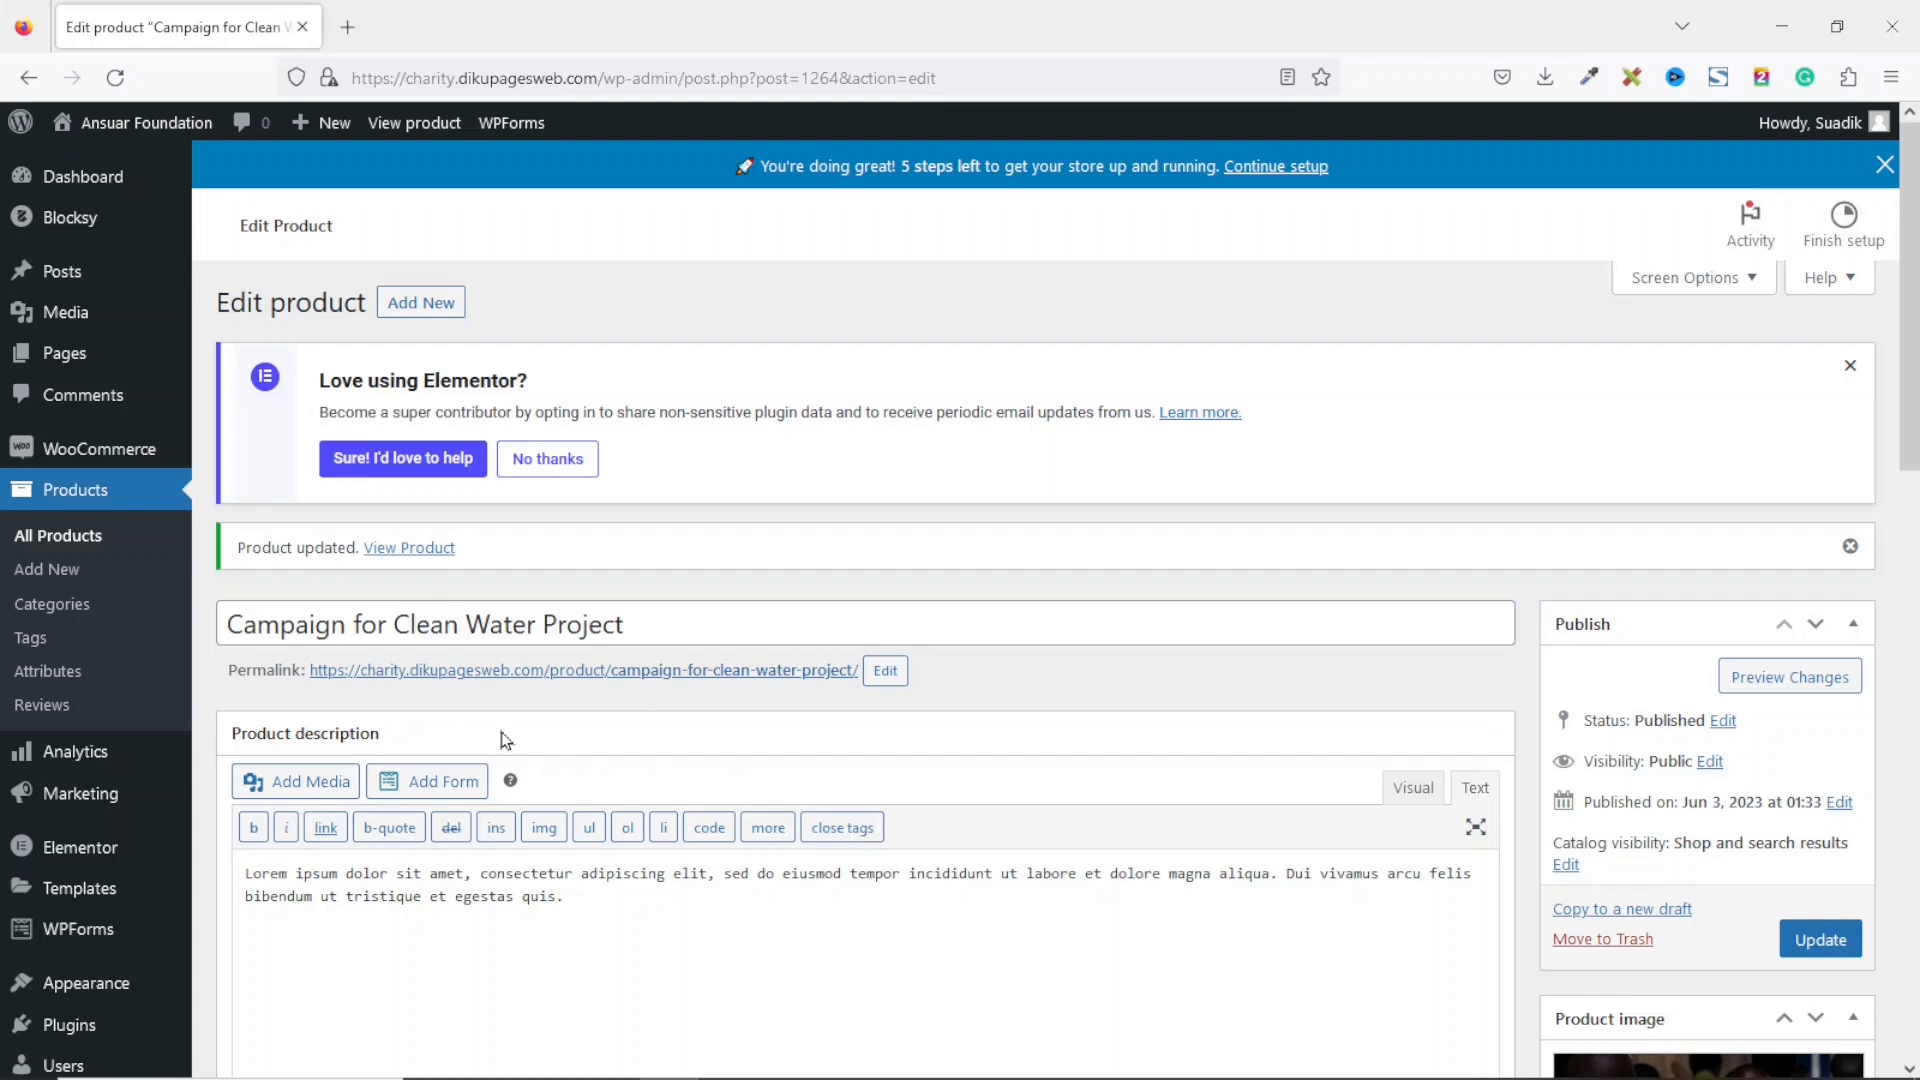 Edit product "Campaign for Clean W
https://charity.dikupagesweb.com/wp-admin/post.php?post=1264&action=edit
Ansuar Foundation
0
New
View product
WPForms
Howdy, Suadik
You're doing great! 5 steps left to get your store up and running. Continue setup
Dashboard
Blocksy
Posts
Media
Pages
Comments
WooCommerce
Products
All Products
Add New
Categories
Tags
Attributes
Reviews
Analytics
Marketing
Elementor
Templates
WPForms
Appearance
Plugins
Users
Edit Product
Activity
Finish setup
Screen Options
Help
Edit product
Add New
Love using Elementor?
Become a super contributor by opting in to share non-sensitive plugin data and to receive periodic email updates from us. Learn more.
Sure! I'd love to help
No thanks
Product updated. View Product
Campaign for Clean Water Project
Permalink: https://charity.dikupagesweb.com/product/campaign-for-clean-water-project/
Edit
Product description
Add Media
Add Form
Visual
Text
b
i
link
b-quote
del
ins
img
ul
ol
li
code
more
close tags
Lorem ipsum dolor sit amet, consectetur adipiscing elit, sed do eiusmod tempor incididunt ut labore et dolore magna aliqua. Dui vivamus arcu felis
bibendum ut tristique et egestas quis.
Publish
Preview Changes
Status: Published Edit
Visibility: Public Edit
Published on: Jun 3, 2023 at 01:33 Edit
Catalog visibility: Shop and search results
Edit
Copy to a new draft
Move to Trash
Update
Product image